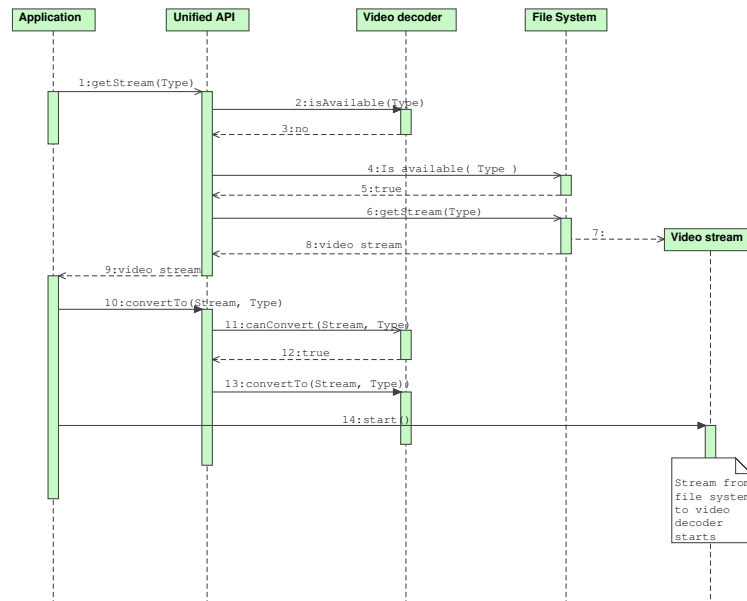 Application
Unified API
Video decoder
File System
1:getStream(Type)
2:isAvailable(Type)
3:no
4:Is available( Type )
5:true
6:getStream(Type)
7:
Video stream
8:video stream
9:video stream
10:convertTo(Stream, Type)
11:canConvert(Stream, Type)
12:true
13:convertTo(Stream, Type))
14:start()
Stream from
file system
to video
decoder
starts